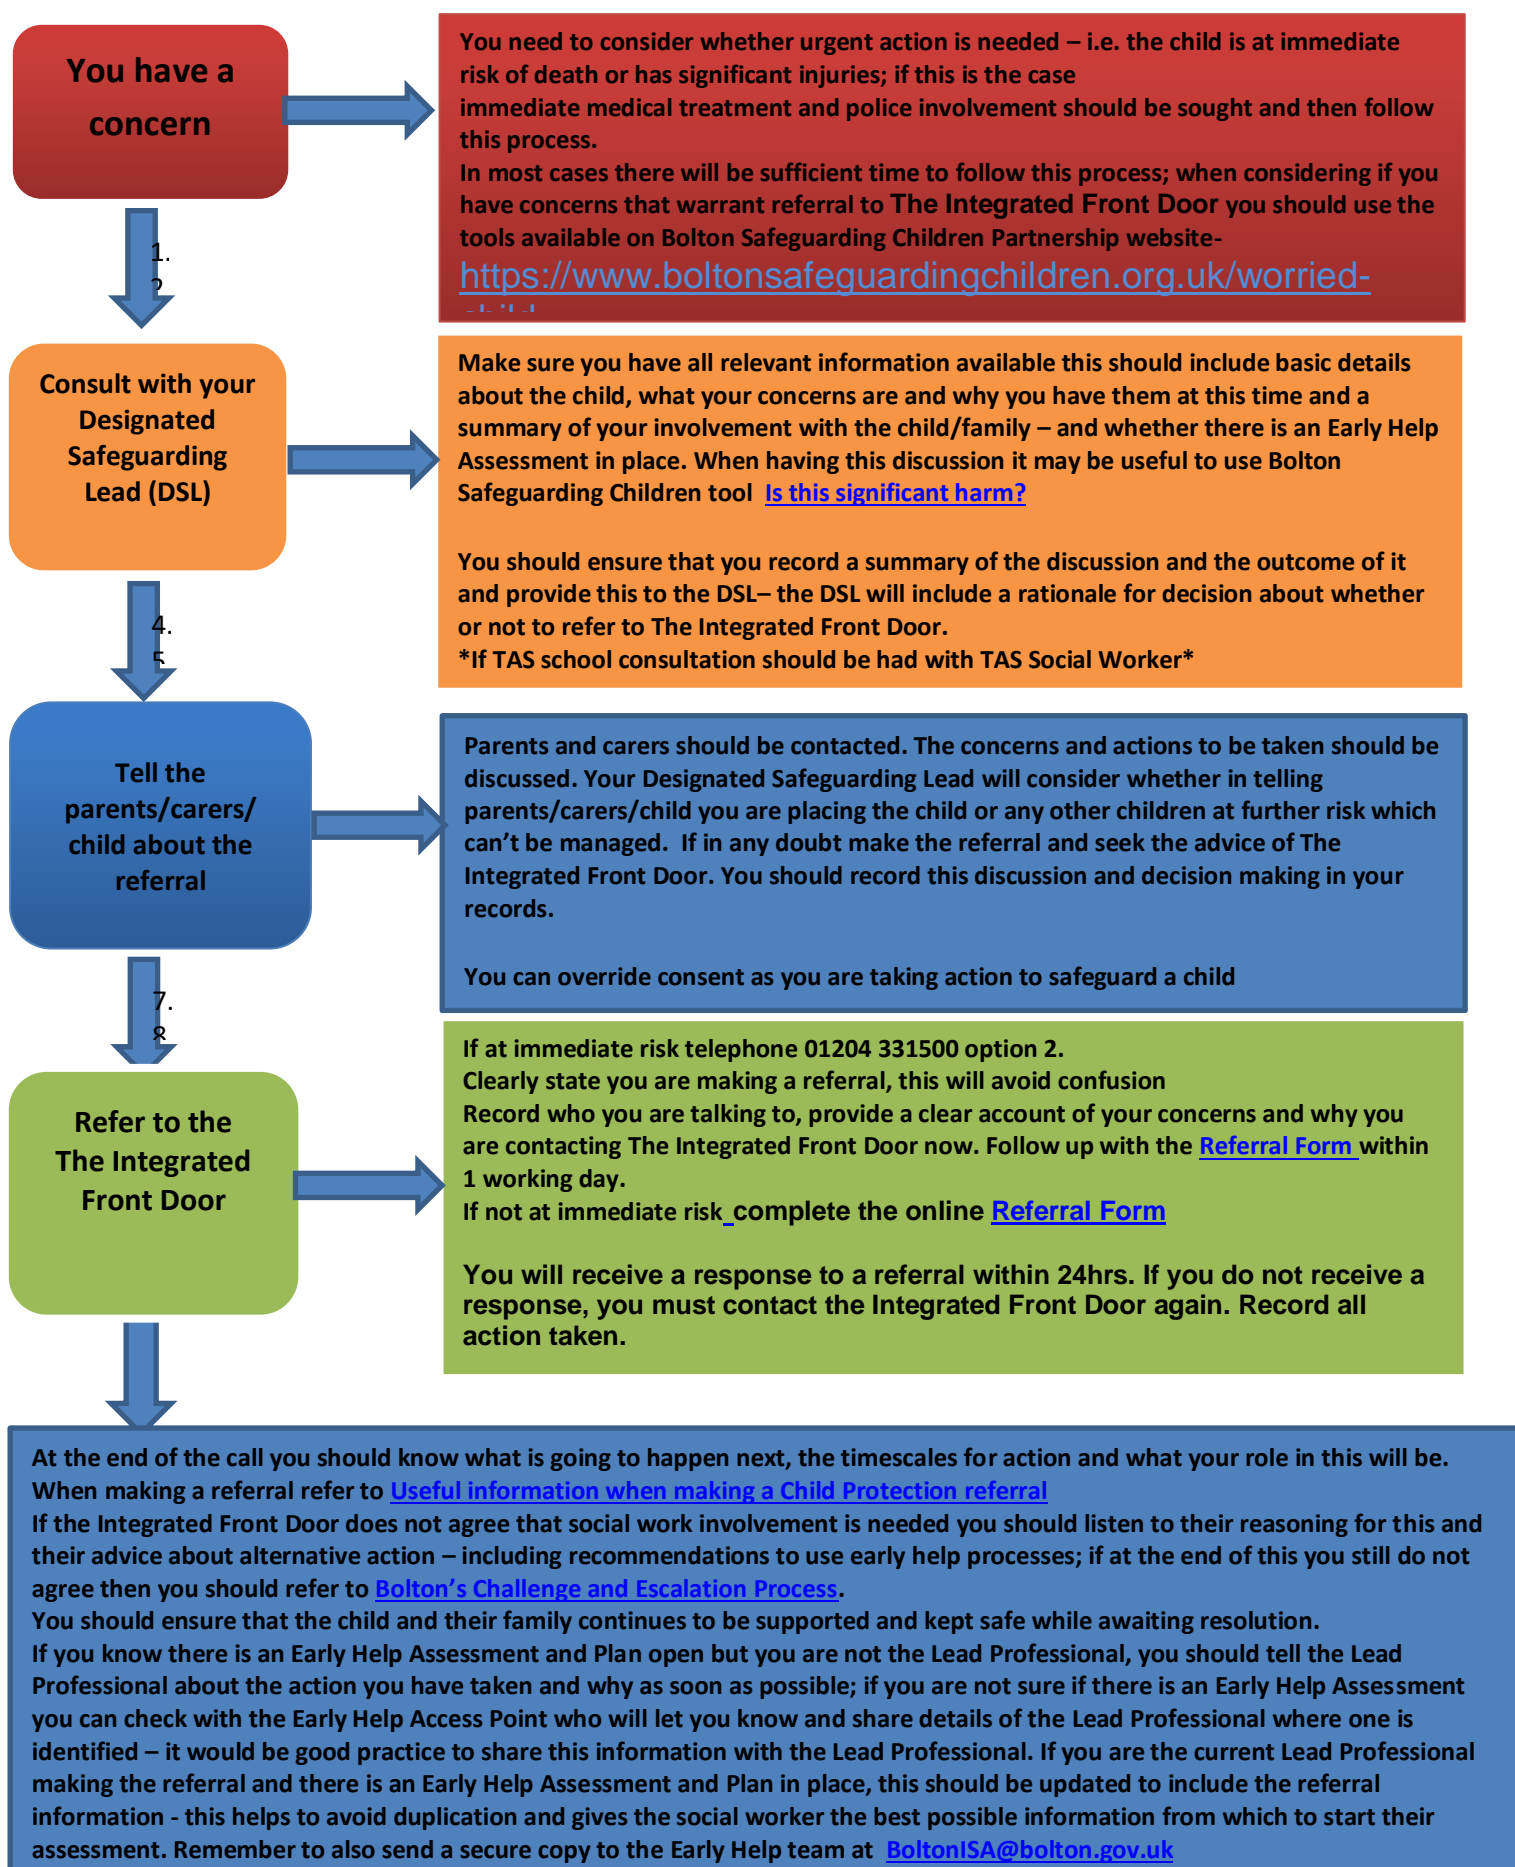 You have a
concern
You need to consider whether urgent action is needed – i.e. the child is at immediate
risk of death or has significant injuries; if this is the case
immediate medical treatment and police involvement should be sought and then follow
this process.
In most cases there will be sufficient time to follow this process; when considering if you
have concerns that warrant referral to The Integrated Front Door you should use the
tools available on Bolton Safeguarding Children Partnership website-
https://www.boltonsafeguardingchildren.org.uk/worried-
1.
Consult with your
Designated
Safeguarding
Lead (DSL)
Make sure you have all relevant information available this should include basic details
about the child, what your concerns are and why you have them at this time and a
summary of your involvement with the child/family – and whether there is an Early Help
Assessment in place. When having this discussion it may be useful to use Bolton
Safeguarding Children tool Is this significant harm?
You should ensure that you record a summary of the discussion and the outcome of it
and provide this to the DSL– the DSL will include a rationale for decision about whether
or not to refer to The Integrated Front Door.
*If TAS school consultation should be had with TAS Social Worker*
4.
Tell the
parents/carers/
child about the
referral
Parents and carers should be contacted. The concerns and actions to be taken should be
discussed. Your Designated Safeguarding Lead will consider whether in telling
parents/carers/child you are placing the child or any other children at further risk which
can’t be managed. If in any doubt make the referral and seek the advice of The
Integrated Front Door. You should record this discussion and decision making in your
records.
You can override consent as you are taking action to safeguard a child
7.
Refer to the
The Integrated
Front Door
If at immediate risk telephone 01204 331500 option 2.
Clearly state you are making a referral, this will avoid confusion
Record who you are talking to, provide a clear account of your concerns and why you
are contacting The Integrated Front Door now. Follow up with the Referral Form within
1 working day.
If not at immediate risk complete the online Referral Form
You will receive a response to a referral within 24hrs. If you do not receive a
response, you must contact the Integrated Front Door again. Record all
action taken.
At the end of the call you should know what is going to happen next, the timescales for action and what your role in this will be.
When making a referral refer to Useful information when making a Child Protection referral
If the Integrated Front Door does not agree that social work involvement is needed you should listen to their reasoning for this and
their advice about alternative action – including recommendations to use early help processes; if at the end of this you still do not
agree then you should refer to Bolton’s Challenge and Escalation Process.
You should ensure that the child and their family continues to be supported and kept safe while awaiting resolution.
If you know there is an Early Help Assessment and Plan open but you are not the Lead Professional, you should tell the Lead
Professional about the action you have taken and why as soon as possible; if you are not sure if there is an Early Help Assessment
you can check with the Early Help Access Point who will let you know and share details of the Lead Professional where one is
identified – it would be good practice to share this information with the Lead Professional. If you are the current Lead Professional
making the referral and there is an Early Help Assessment and Plan in place, this should be updated to include the referral
information - this helps to avoid duplication and gives the social worker the best possible information from which to start their
assessment. Remember to also send a secure copy to the Early Help team at BoltonISA@bolton.gov.uk